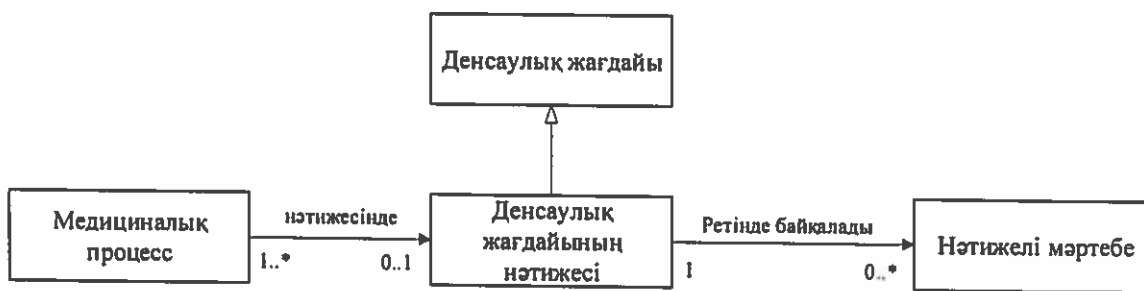 Денсаулық жағдайы
Медициналық
процесс
нәтижесінде
1..*
0..1
Денсаулық
жағдайының
нәтижесі
Ретінде байқалады
1
0..*
Нәтижелі мәртебе